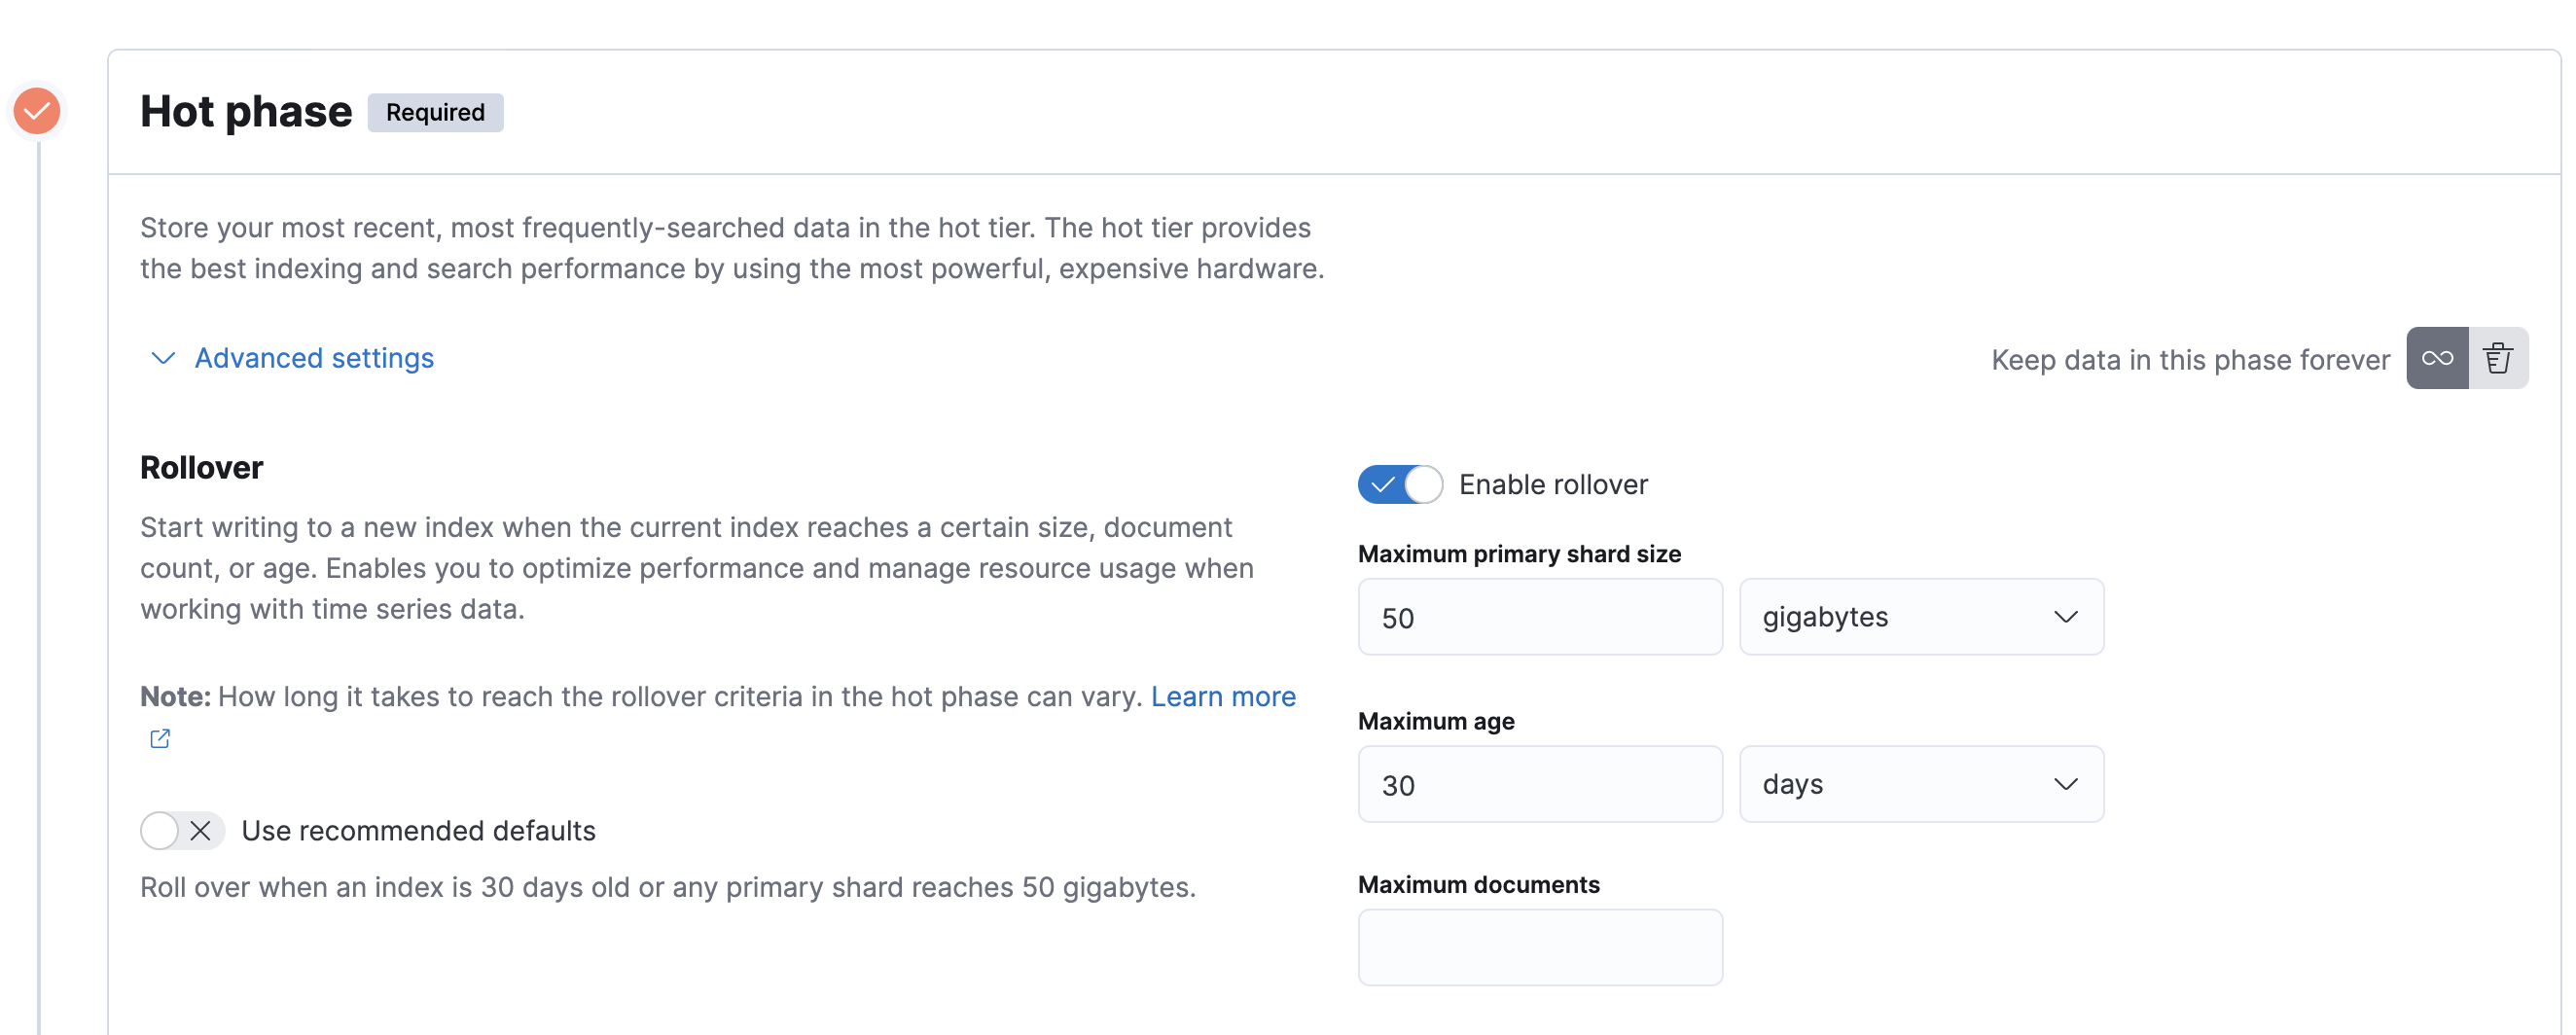 Hot phase Required
Store your most recent, most frequently-searched data in the hot tier. The hot tier provides
the best indexing and search performance by using the most powerful, expensive hardware.
Advanced settings
Keep data in this phase forever
Rollover
Start writing to a new index when the current index reaches a certain size, document
count, or age. Enables you to optimize performance and manage resource usage when
working with time series data.
Note: How long it takes to reach the rollover criteria in the hot phase can vary. Learn more
Use recommended defaults
Roll over when an index is 30 days old or any primary shard reaches 50 gigabytes.
Enable rollover
Maximum primary shard size
50 gigabytes
Maximum age
30 days
Maximum documents